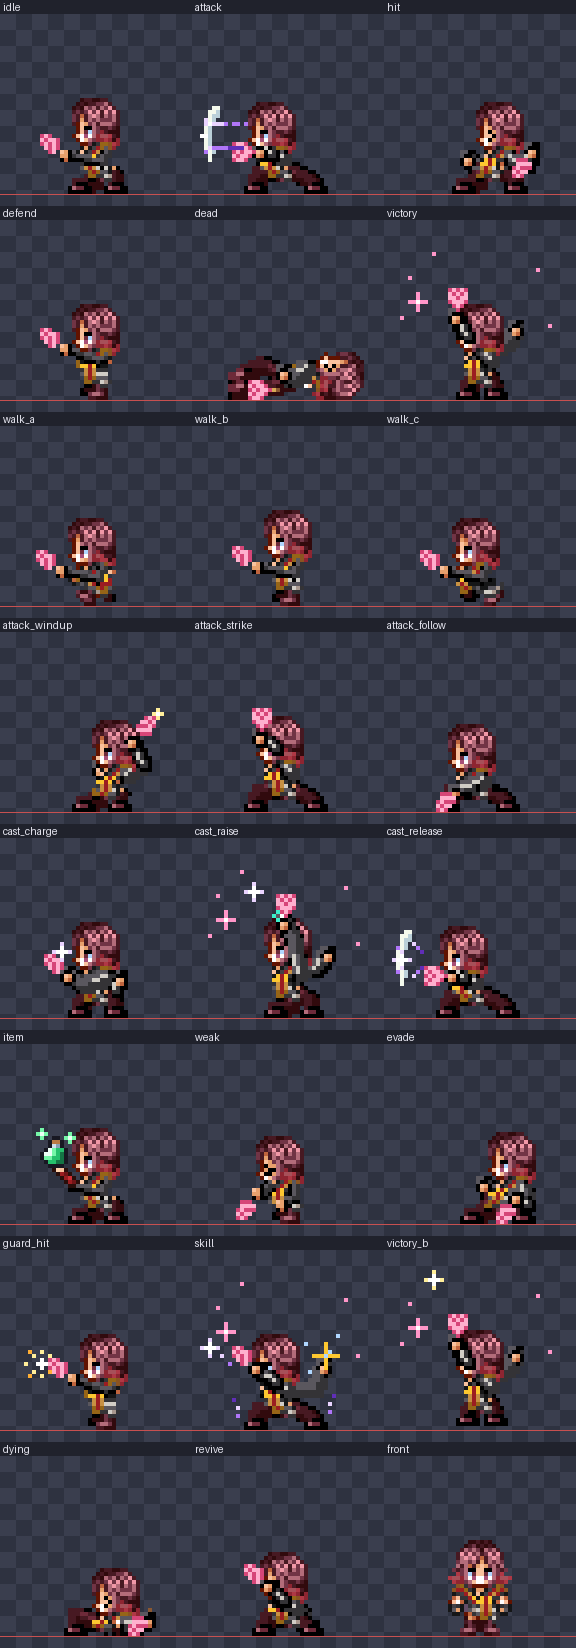 idle attack hit
defend dead victory
walk_a walk_b walk_c
attack_windup attack_strike attack_follow
cast_charge cast_raise cast_release
item weak evade
guard_hit skill victory_b
dying revive front